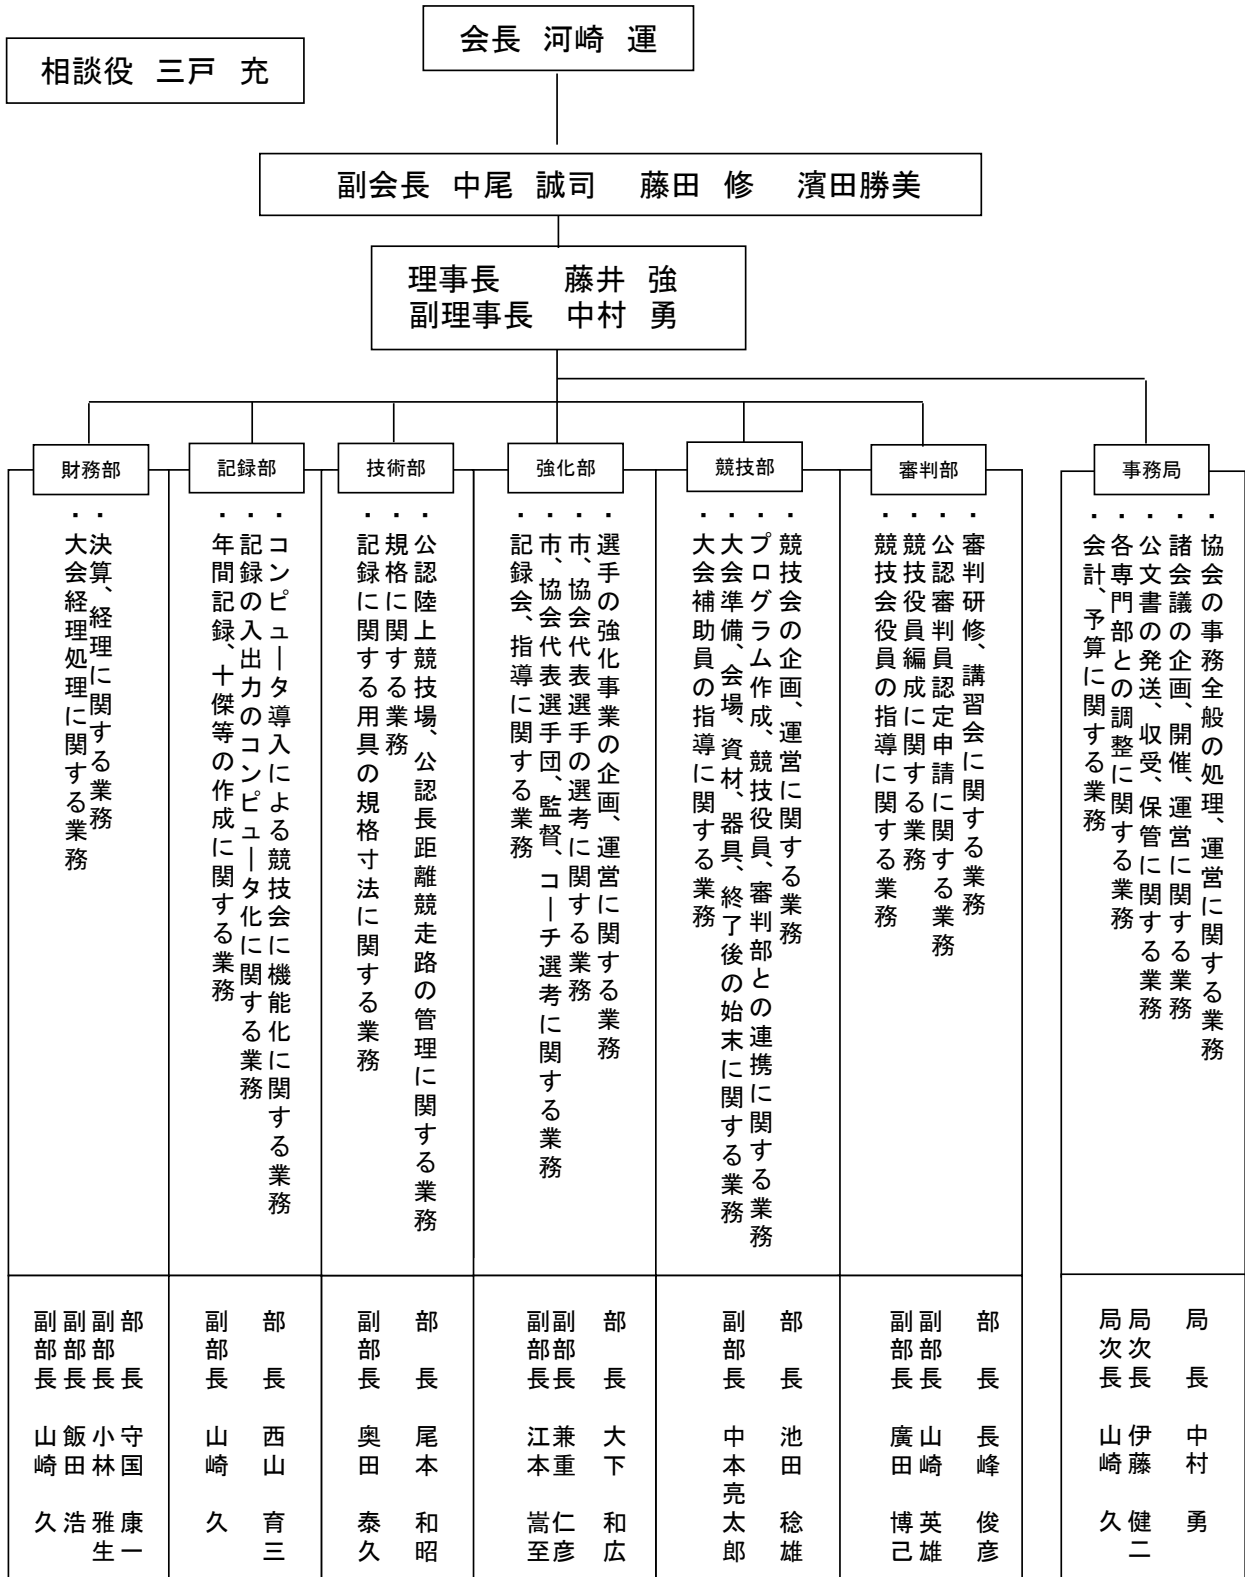 会長 河崎 運
相談役 三戸 充
副会長 中尾 誠司 藤田 修 濱田勝美
理事長 藤井 強
副理事長 中村 勇
事務局
・協会の事務全般の処理、運営に関する業務
・諸会議の企画、開催、運営に関する業務
・公文書の発送、収受、保管に関する業務
・各専門部との調整に関する業務
・会計、予算に関する業務
局 長 中村 勇
局次長 伊藤 健二
局次長 山崎 久
審判部
・審判研修、講習会に関する業務
・公認審判員認定申請に関する業務
・競技役員編成に関する業務
・競技会役員の指導に関する業務
部 長 長峰 俊彦
副部長 山崎 英雄
副部長 廣田 博己
競技部
・競技会の企画、運営に関する業務
・プログラム作成、競技役員、審判部との連携に関する業務
・大会準備、会場、資材、器具、終了後の始末に関する業務
・大会補助員の指導に関する業務
部 長 池田 稔雄
副部長 中本亮太郎
強化部
・選手の強化事業の企画、運営に関する業務
・市、協会代表選手の選考に関する業務
・市、協会代表選手団、監督、コーチ選考に関する業務
・記録会、指導に関する業務
部 長 大下 和広
副部長 兼重 仁彦
副部長 江本 嵩至
技術部
・公認陸上競技場、公認長距離競走路の管理に関する業務
・規格に関する業務
・記録に関する用具の規格寸法に関する業務
部 長 尾本 和昭
副部長 奥田 泰久
記録部
・コンピュータ導入による競技会に機能化に関する業務
・記録の入出力のコンピュータ化に関する業務
・年間記録、十傑等の作成に関する業務
部 長 西山 育三
副部長 山崎 久
財務部
・決算、経理に関する業務
・大会経理処理に関する業務
部 長 守国 康一
副部長 小林 雅生
副部長 飯田 浩
副部長 山崎 久